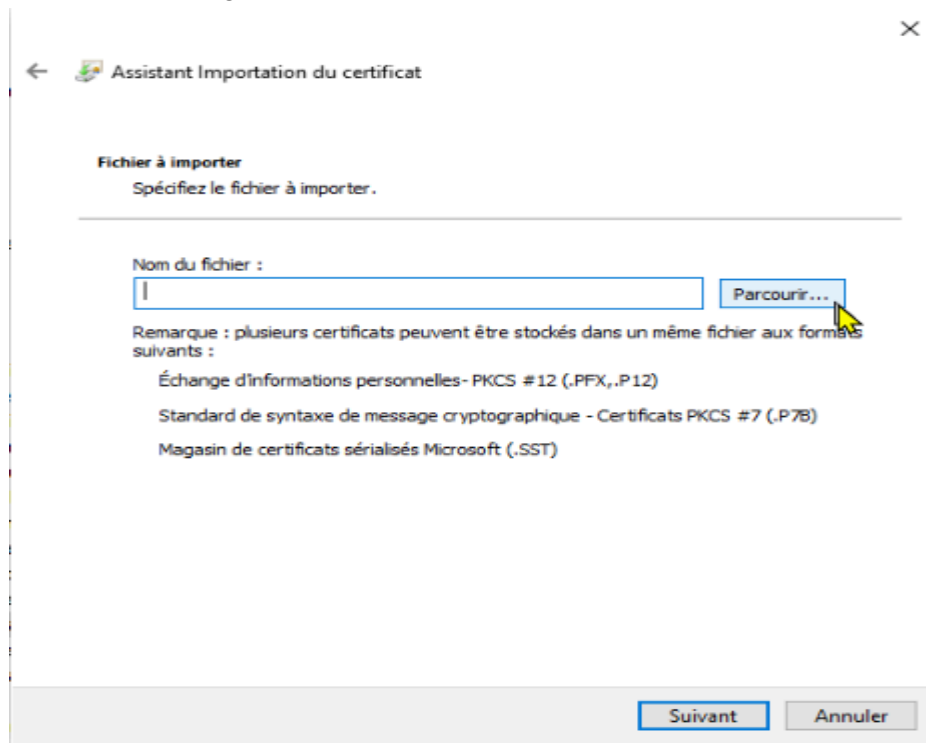 Assistant Importation du certificat
Fichier à importer
Spécifiez le fichier à importer.
Nom du fichier :
Parcourir...
Remarque : plusieurs certificats peuvent être stockés dans un même fichier aux formats
suivants :
Échange d'informations personnelles- PKCS #12 (.PFX,.P12)
Standard de syntaxe de message cryptographique - Certificats PKCS #7 (.P7B)
Magasin de certificats sérialisés Microsoft (.SST)
Suivant
Annuler